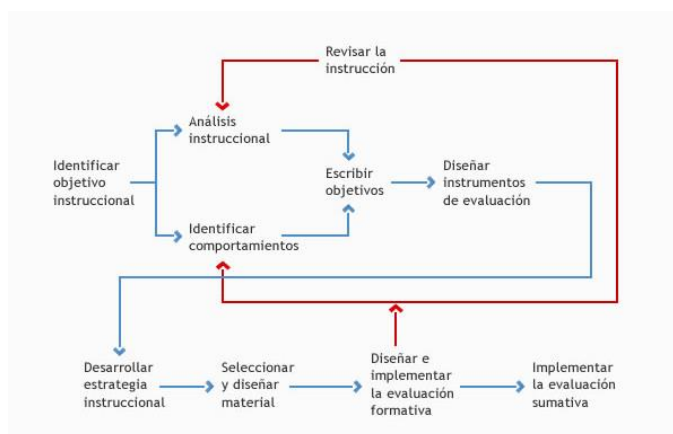 Revisar la
instrucción
Análisis
instruccional
Identificar
objetivo
instruccional
Escribir
objetivos
Diseñar
instrumentos
de evaluación
Identificar
comportamientos
Desarrollar
estrategia
instruccional
Seleccionar
y diseñar
material
Diseñar e
implementar
la evaluación
formativa
Implementar
la evaluación
sumativa